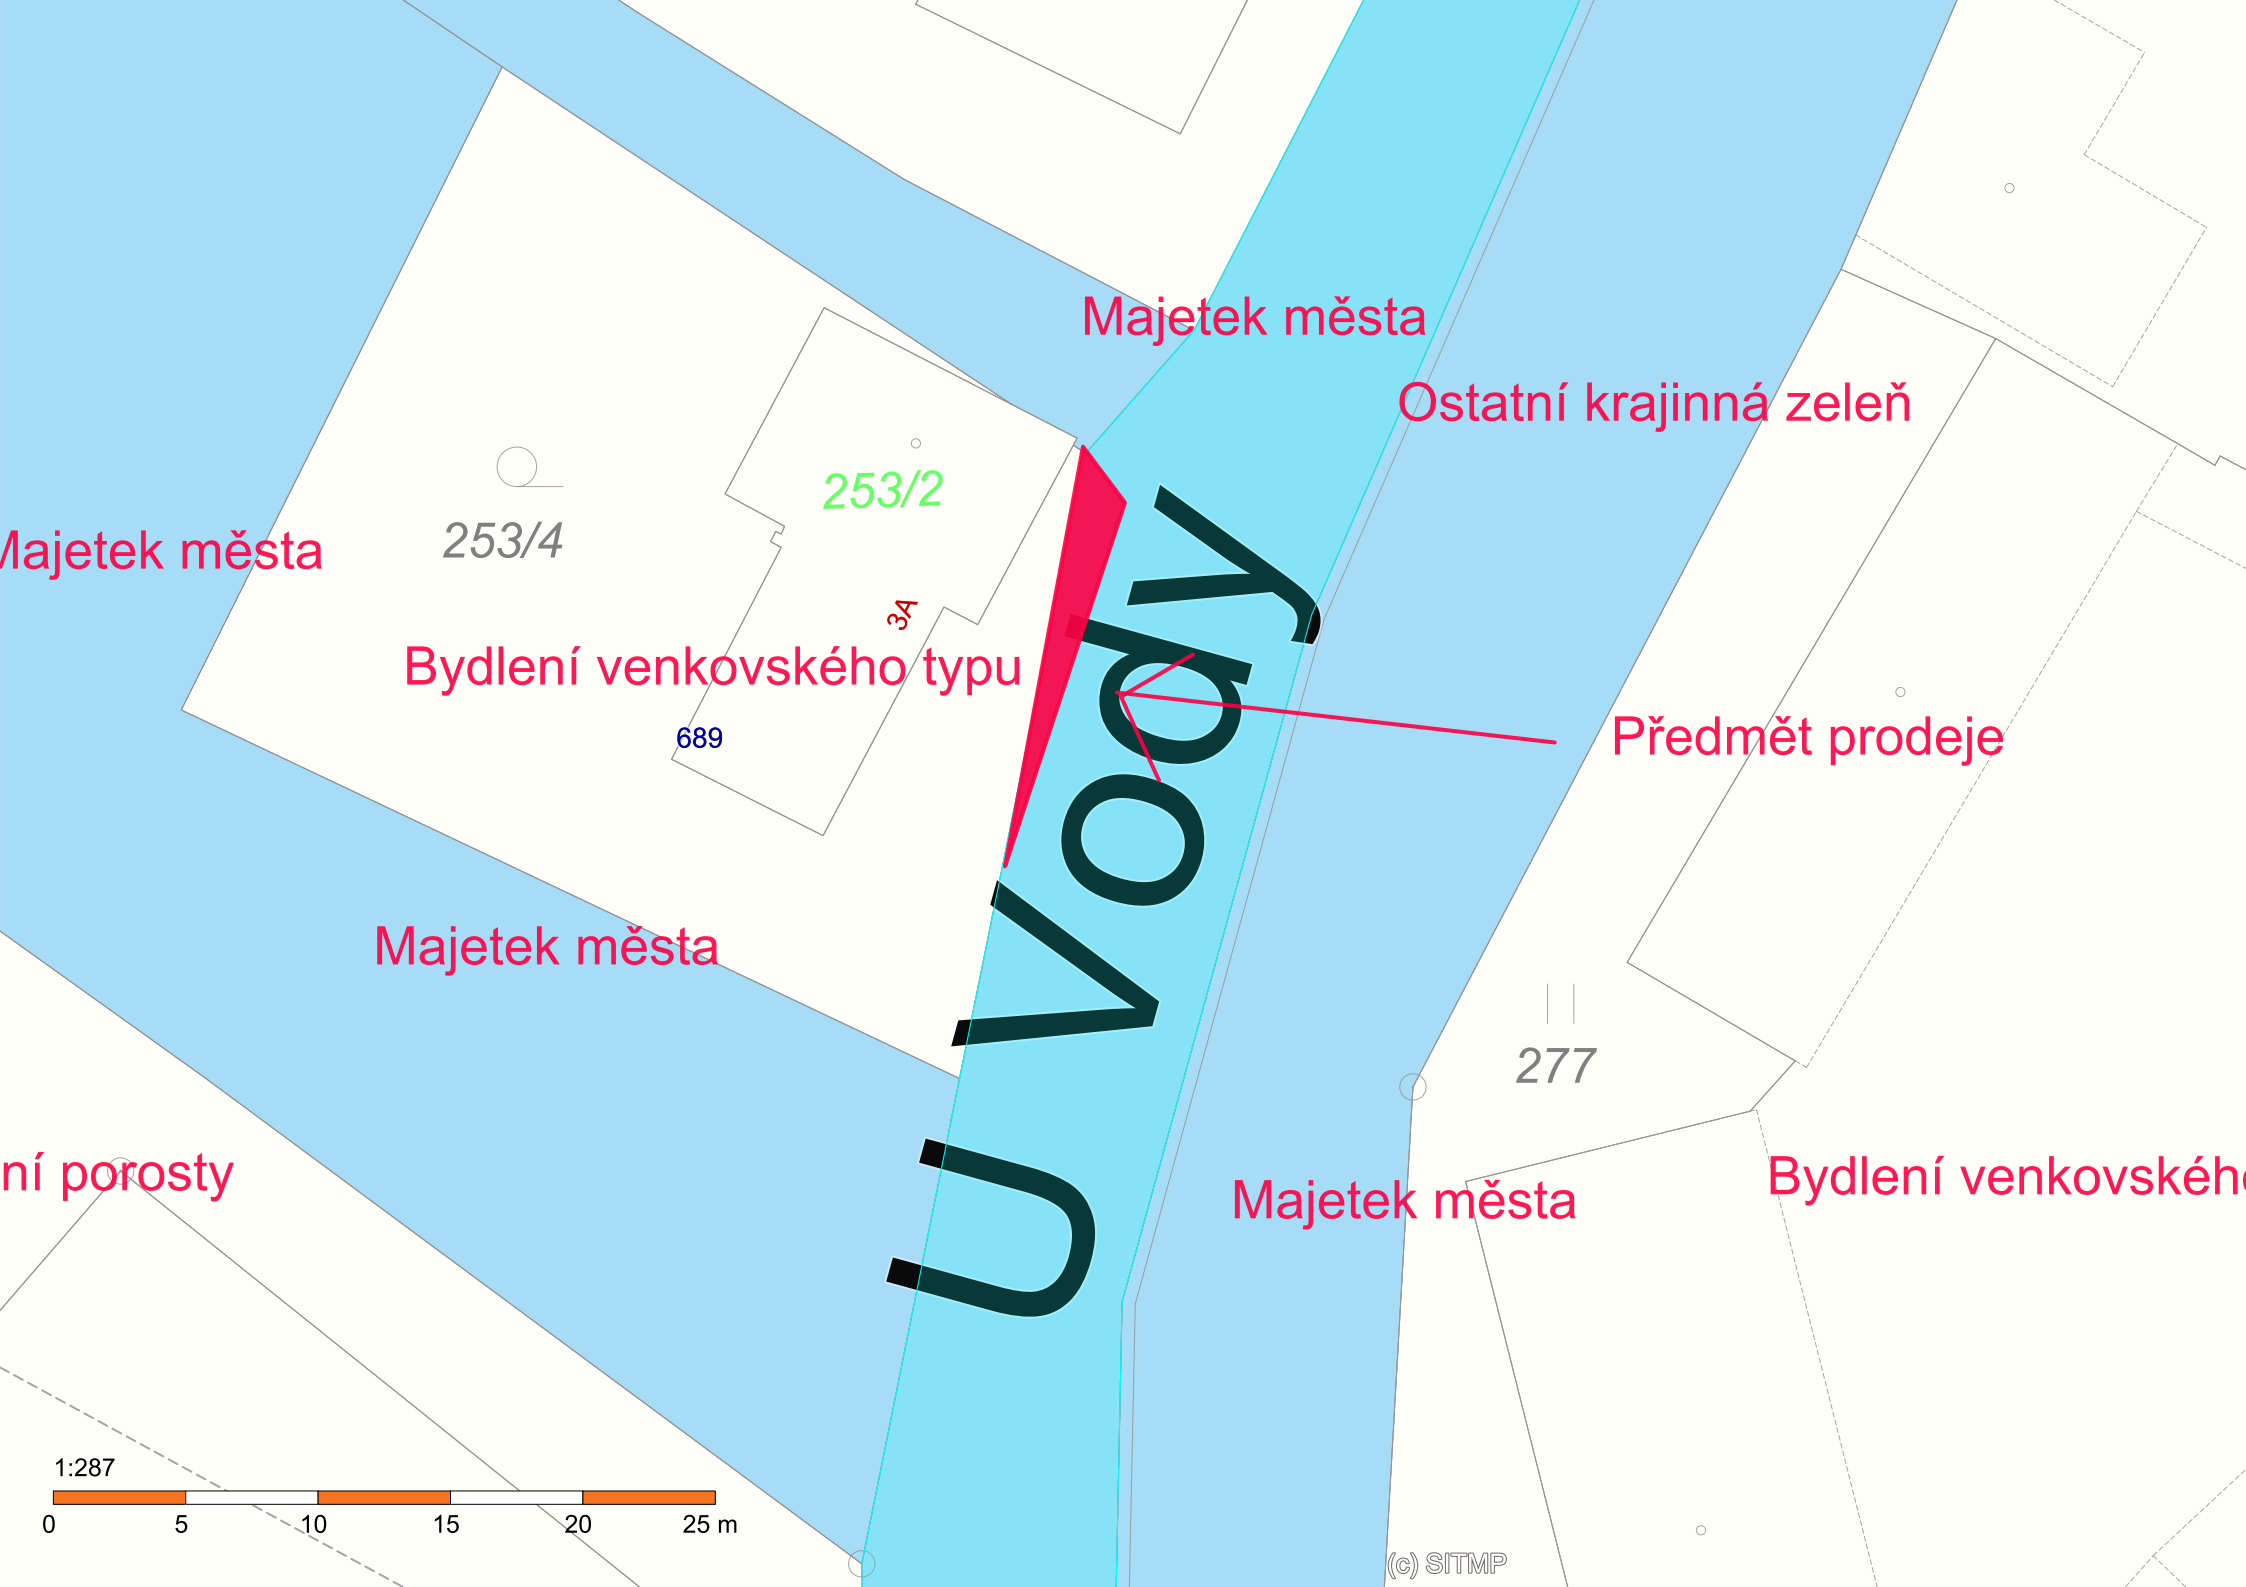 Majetek města
Ostatní krajinná zeleň
253/2
Majetek města
253/4
3A
Bydlení venkovského typu
689
Předmět prodeje
U Vody
Majetek města
277
ní porosty
Majetek města
Bydlení venkovského
1:287
0 5 10 15 20 25 m
(c) SITMP